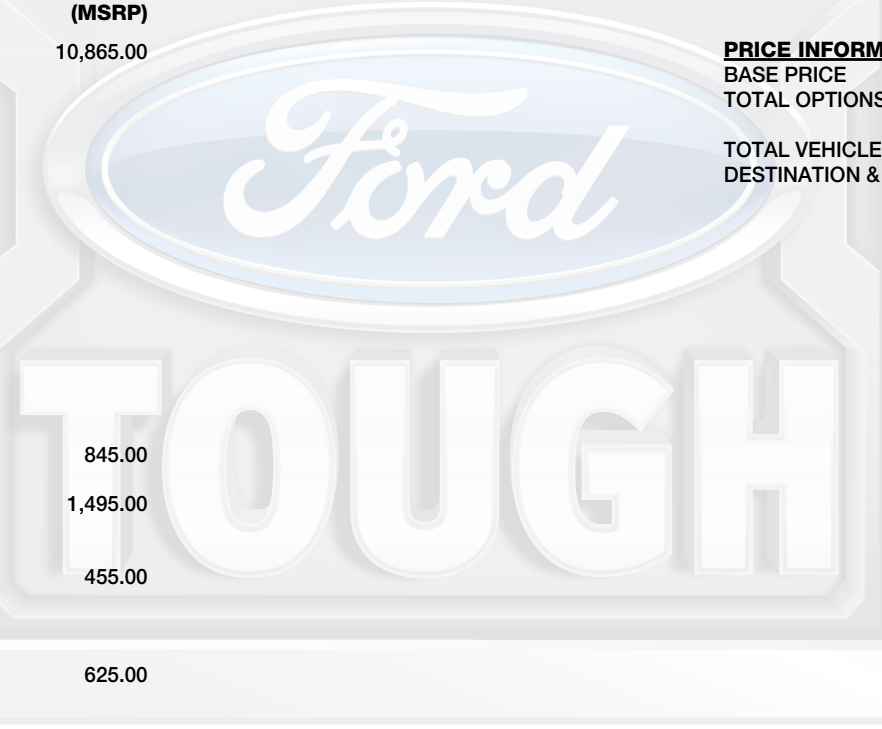 (MSRP)
10,865.00
845.00
1,495.00
455.00
625.00
PRICE INFORM
BASE PRICE
TOTAL OPTIONS
TOTAL VEHICLE
DESTINATION &
Ford
TOUGH